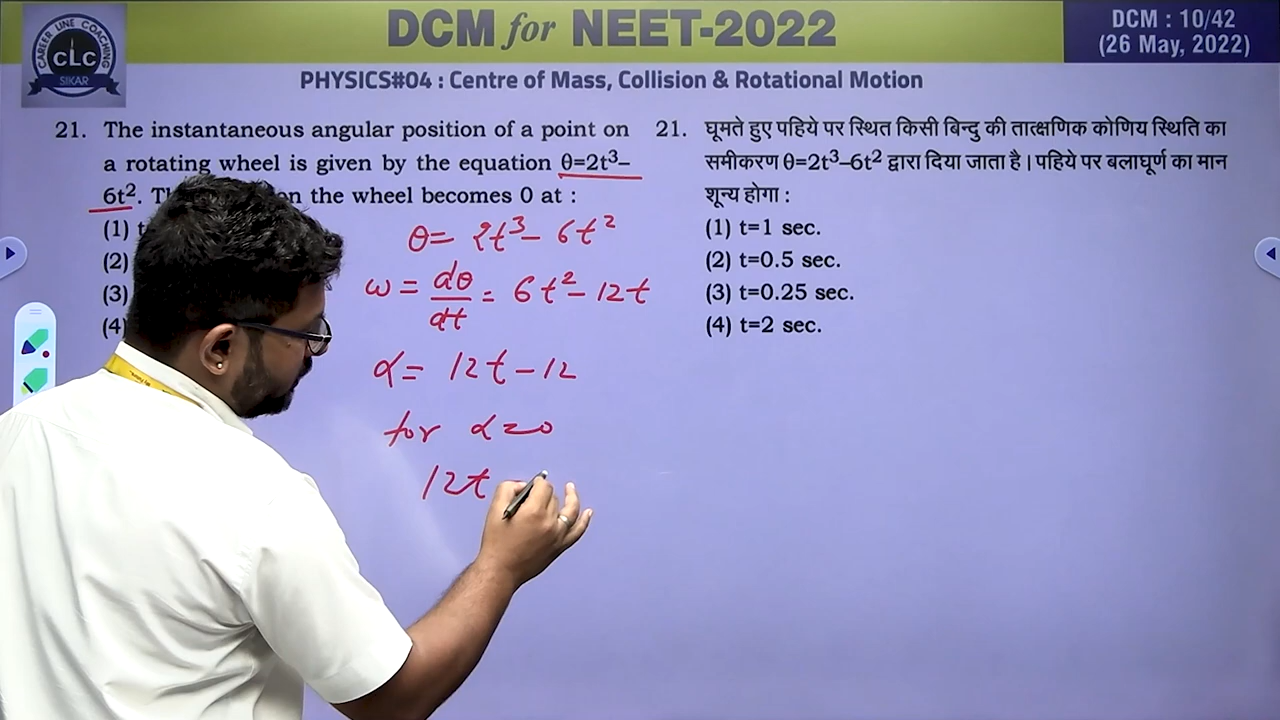 DCM for NEET-2022
DCM : 10/42
(26 May, 2022)
CAREER LINE COACHING
CLC
SIKAR
PHYSICS#04 : Centre of Mass, Collision & Rotational Motion
21. The instantaneous angular position of a point on
a rotating wheel is given by the equation θ=2t³–
6t². the wheel becomes 0 at :
(1)
(2)
(3)
(4)
θ= 2t³- 6t²
ω = dθ/dt = 6t²- 12t
α= 12t-12
for α=0
12t
21. घूमते हुए पहिये पर स्थित किसी बिन्दु की तात्क्षणिक कोणिय स्थिति का
समीकरण θ=2t³–6t² द्वारा दिया जाता है। पहिये पर बलाघूर्ण का मान
शून्य होगा :
(1) t=1 sec.
(2) t=0.5 sec.
(3) t=0.25 sec.
(4) t=2 sec.